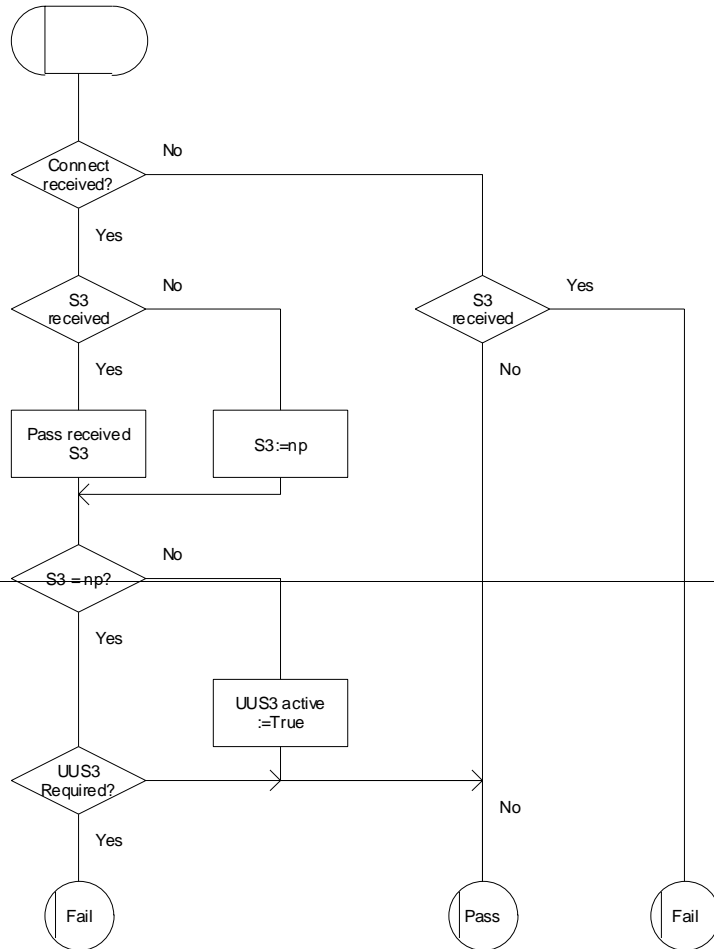 No
Connect
received?
Yes
S3
received
No
S3
received
Yes
Yes
No
Pass received
S3
S3:=np
No
S3 = np?
Yes
UUS3 active
:=True
UUS3
Required?
No
Yes
Fail
Pass
Fail